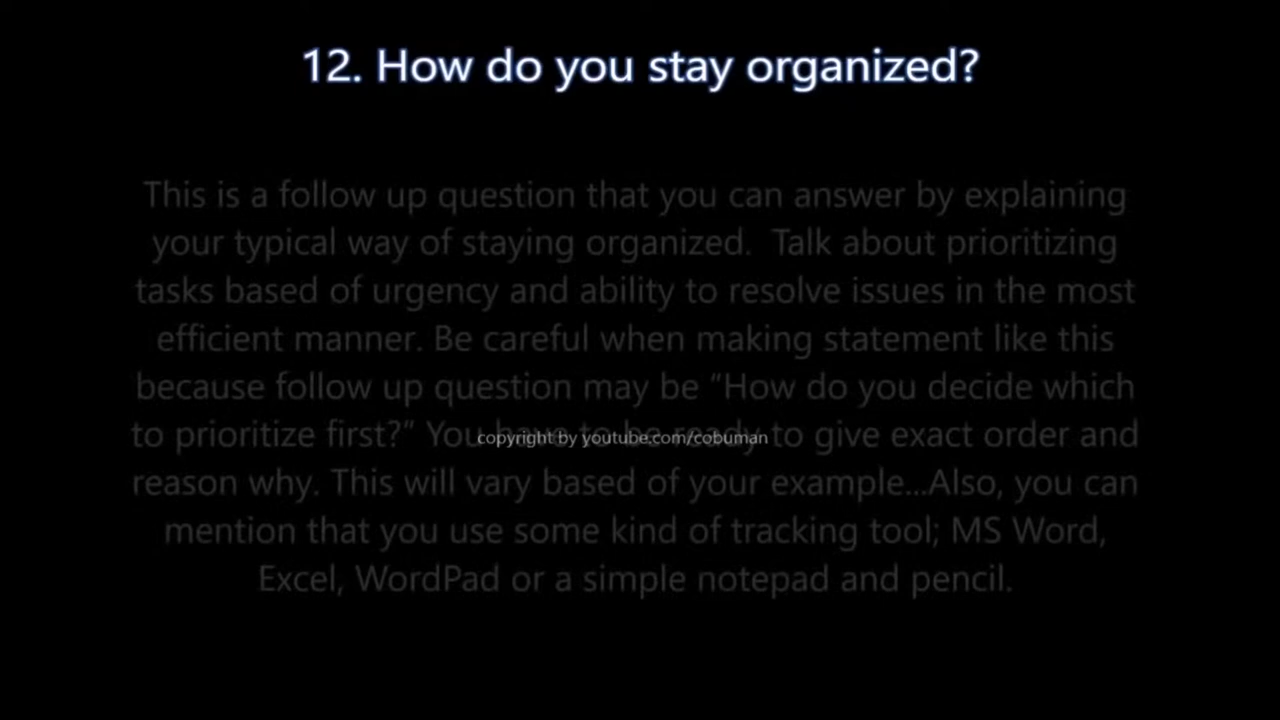 12. How do you stay organized?
This is a follow up question that you can answer by explaining
your typical way of staying organized. Talk about prioritizing
tasks based of urgency and ability to resolve issues in the most
efficient manner. Be careful when making statement like this
because follow up question may be "How do you decide which
to prioritize first?" You have to be ready to give exact order and
copyright by youtube.com/cobuman
reason why. This will vary based of your example...Also, you can
mention that you use some kind of tracking tool; MS Word,
Excel, WordPad or a simple notepad and pencil.